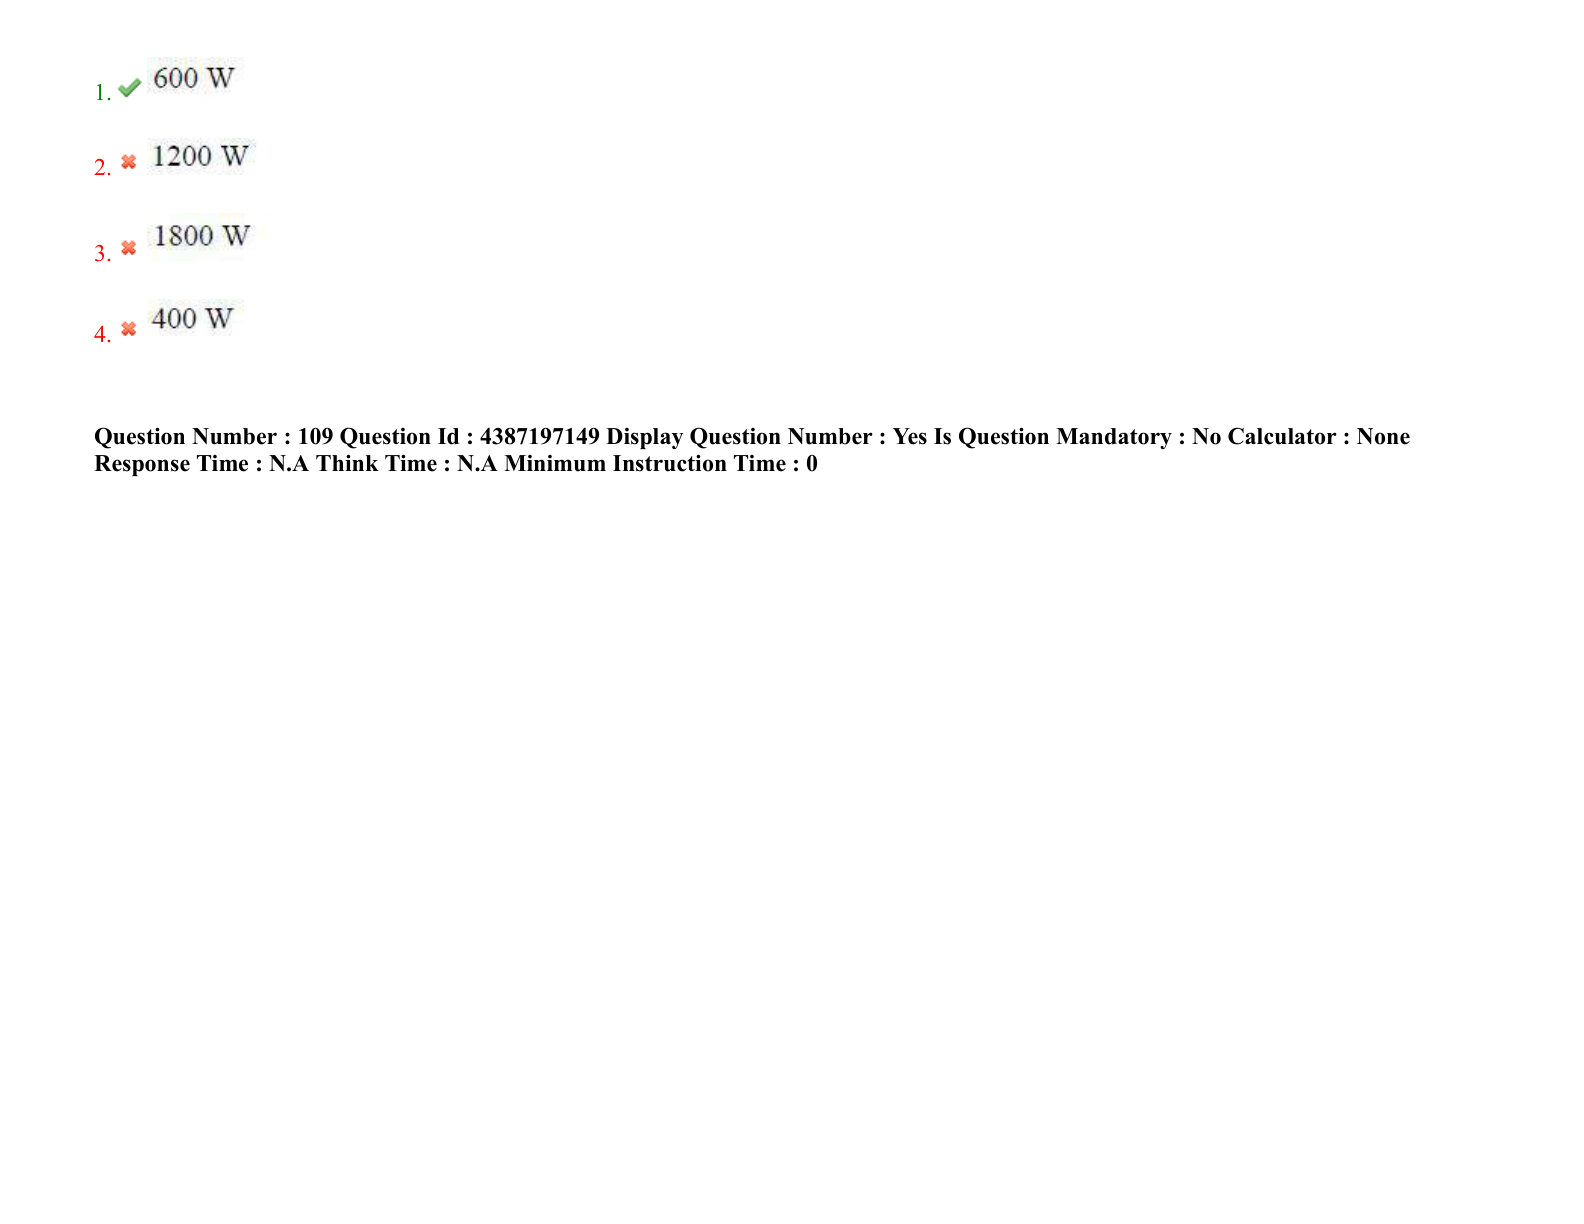 1. 600 W
2. 1200 W
3. 1800 W
4. 400 W
Question Number : 109 Question Id : 4387197149 Display Question Number : Yes Is Question Mandatory : No Calculator : None
Response Time : N.A Think Time : N.A Minimum Instruction Time : 0